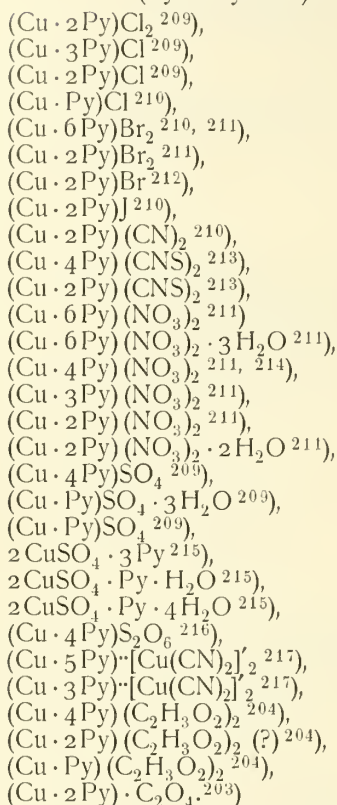 (Cu · 2Py)Cl₂ ²⁰⁹),
(Cu · 3Py)Cl ²⁰⁹),
(Cu · 2Py)Cl ²⁰⁹),
(Cu · Py)Cl ²¹⁰),
(Cu · 6Py)Br₂ ²¹⁰, ²¹¹),
(Cu · 2Py)Br₂ ²¹¹),
(Cu · 2Py)Br ²¹²),
(Cu · 2Py)J ²¹⁰),
(Cu · 2Py) (CN)₂ ²¹⁰),
(Cu · 4Py) (CNS)₂ ²¹³),
(Cu · 2Py) (CNS)₂ ²¹³),
(Cu · 6Py) (NO₃)₂ ²¹¹)
(Cu · 6Py) (NO₃)₂ · 3H₂O ²¹¹),
(Cu · 4Py) (NO₃)₂ ²¹¹, ²¹⁴),
(Cu · 3Py) (NO₃)₂ ²¹¹),
(Cu · 2Py) (NO₃)₂ ²¹¹),
(Cu · 2Py) (NO₃)₂ · 2H₂O ²¹¹),
(Cu · 4Py)SO₄ ²⁰⁹),
(Cu · Py)SO₄ · 3H₂O ²⁰⁹),
(Cu · Py)SO₄ ²⁰⁹),
2CuSO₄ · 3Py ²¹⁵),
2CuSO₄ · Py · H₂O ²¹⁵),
2CuSO₄ · Py · 4H₂O ²¹⁵),
(Cu · 4Py)S₂O₆ ²¹⁶),
(Cu · 5Py)··[Cu(CN)₂]′₂ ²¹⁷),
(Cu · 3Py)··[Cu(CN)₂]′₂ ²¹⁷),
(Cu · 4Py) (C₂H₃O₂)₂ ²⁰⁴),
(Cu · 2Py) (C₂H₃O₂)₂ (?) ²⁰⁴),
(Cu · Py) (C₂H₃O₂)₂ ²⁰⁴),
(Cu · 2Py) · C₂O₄. ²⁰³)